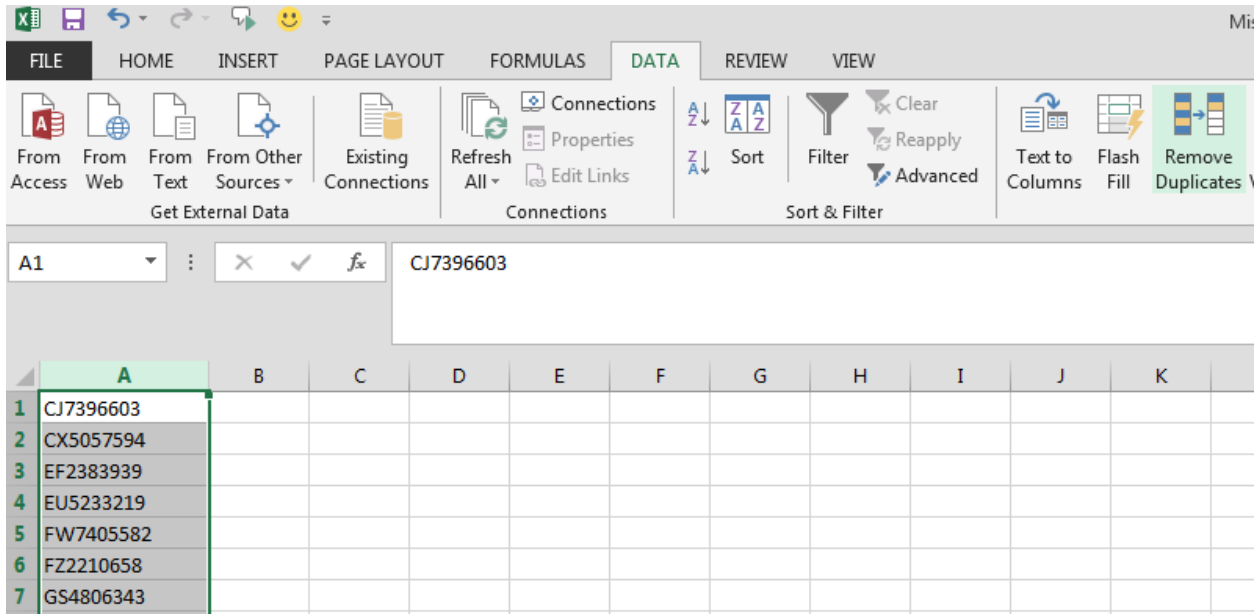 Mis
FILE HOME INSERT PAGE LAYOUT FORMULAS DATA REVIEW VIEW
From Access
From Web
From Text
From Other Sources
Existing Connections
Refresh All
Connections
Properties
Edit Links
A Z
Z A
Z A A Z
Sort
Filter
Clear
Reapply
Advanced
Text to Columns
Flash Fill
Remove Duplicates
Get External Data Connections Sort & Filter
A1 fx CJ7396603
A B C D E F G H I J K
1 CJ7396603
2 CX5057594
3 EF2383939
4 EU5233219
5 FW7405582
6 FZ2210658
7 GS4806343